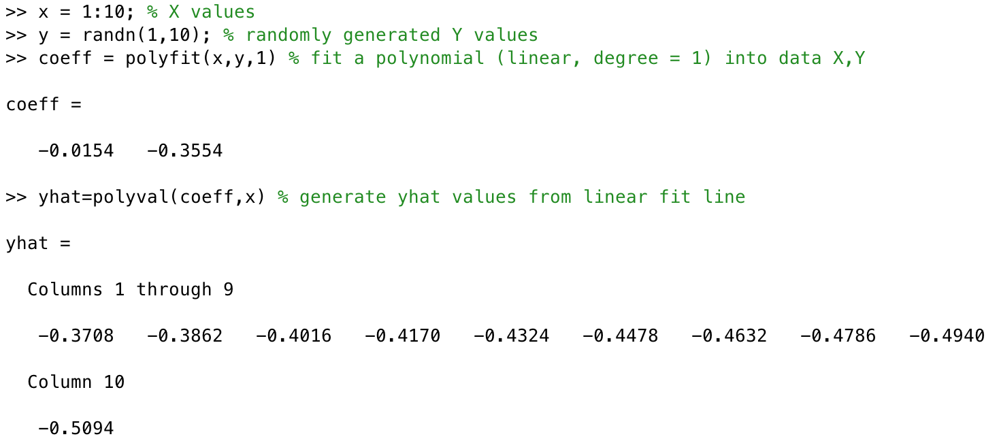 >> x = 1:10; % X values
>> y = randn(1,10); % randomly generated Y values
>> coeff = polyfit(x,y,1) % fit a polynomial (linear, degree = 1) into data X,Y
coeff =
-0.0154   -0.3554
>> yhat=polyval(coeff,x) % generate yhat values from linear fit line
yhat =
Columns 1 through 9
-0.3708   -0.3862   -0.4016   -0.4170   -0.4324   -0.4478   -0.4632   -0.4786   -0.4940
Column 10
-0.5094